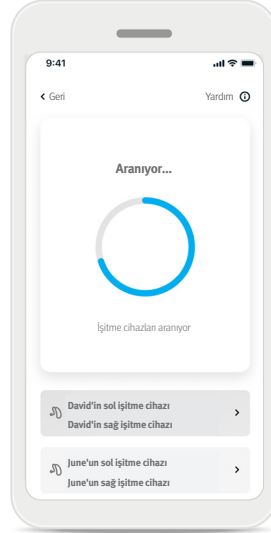 9:41
Geri
Yardım
Aranıyor...
İşitme cihazları aranıyor
David'in sol işitme cihazı
David'in sağ işitme cihazı
June'un sol işitme cihazı
June'un sağ işitme cihazı